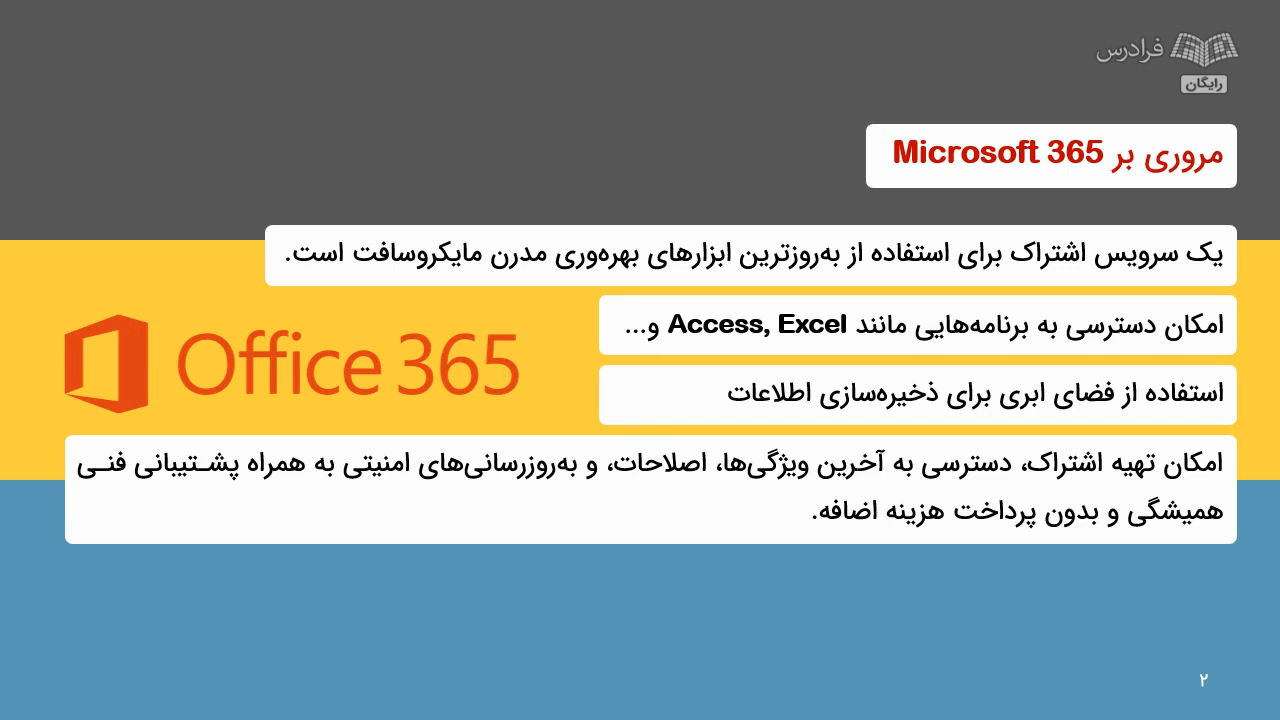 فرادرس
رایگان
مروری بر Microsoft 365
یک سرویس اشتراک برای استفاده از به‌روزترین ابزارهای بهره‌وری مدرن مایکروسافت است.
امکان دسترسی به برنامه‌هایی مانند Access, Excel و...
Office 365
استفاده از فضای ابری برای ذخیره‌سازی اطلاعات
امکان تهیه اشتراک، دسترسی به آخرین ویژگی‌ها، اصلاحات، و به‌روزرسانی‌های امنیتی به همراه پشـتیبانی فنـی
همیشگی و بدون پرداخت هزینه اضافه.
۲